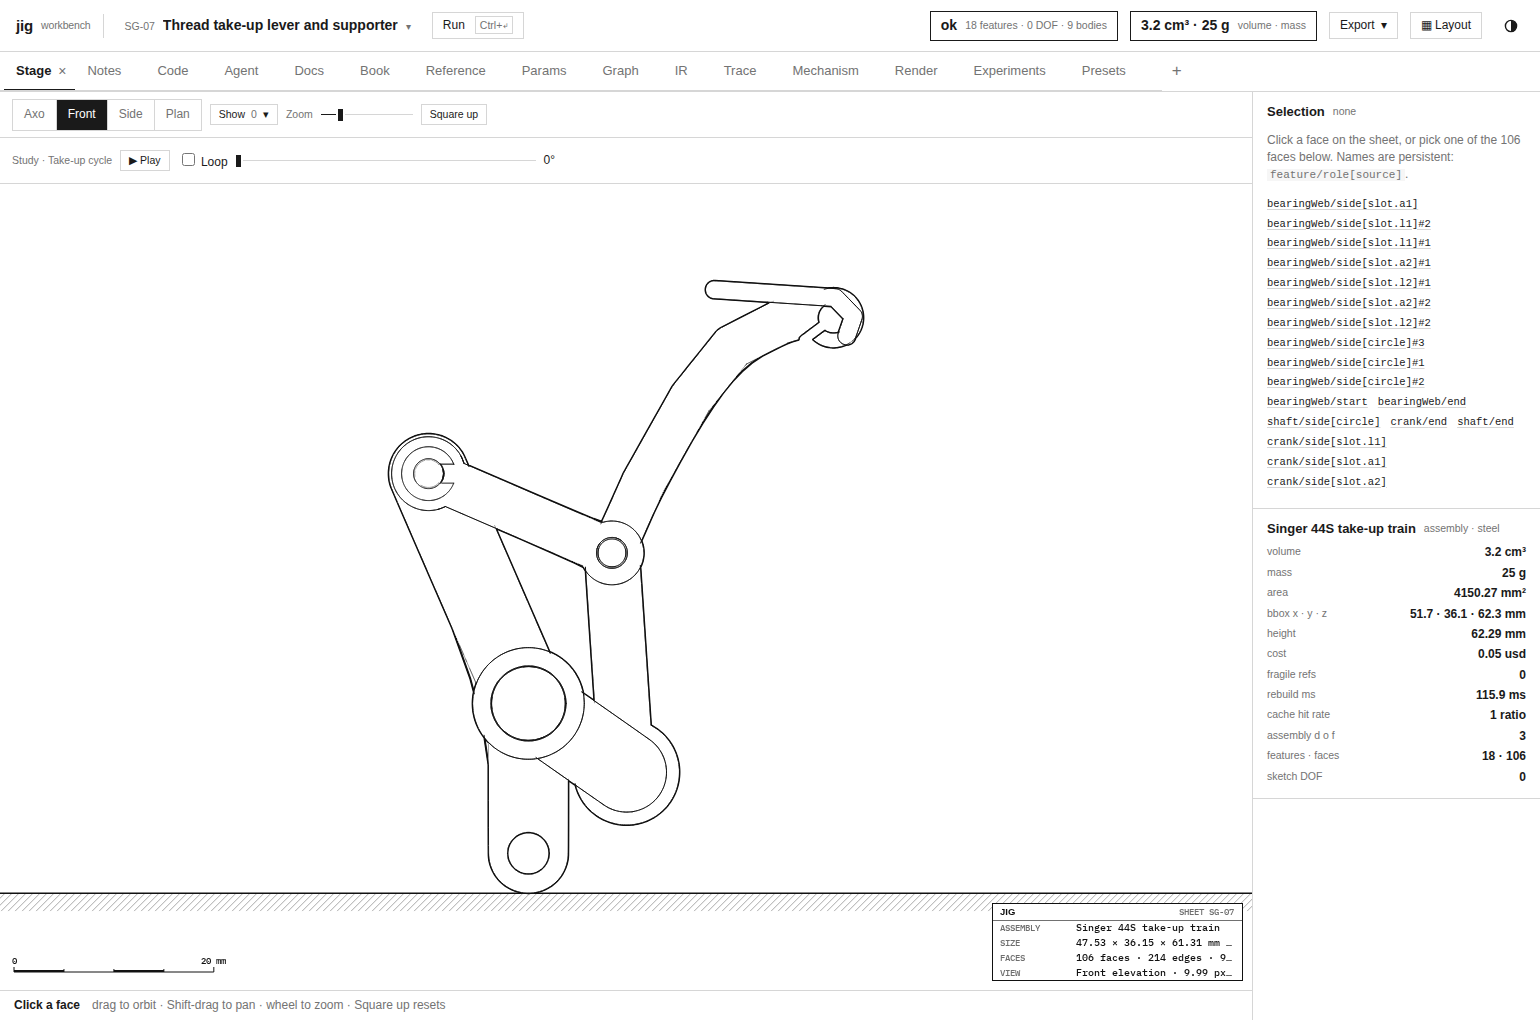 jig workbench SG-07 Thread take-up lever and supporter ▾ Run Ctrl+↲ ok 18 features · 0 DOF · 9 bodies 3.2 cm³ · 25 g volume · mass Export ▾ ▦ Layout
Stage × Notes Code Agent Docs Book Reference Params Graph IR Trace Mechanism Render Experiments Presets +
Axo Front Side Plan Show 0 ▾ Zoom Square up
Study · Take-up cycle ▶ Play Loop 0°
0 20 mm
JIG SHEET SG-07
ASSEMBLY Singer 44S take-up train
SIZE 47.53 × 36.15 × 61.31 mm …
FACES 106 faces · 214 edges · 9…
VIEW Front elevation · 9.99 px…
Click a face drag to orbit · Shift-drag to pan · wheel to zoom · Square up resets
Selection none
Click a face on the sheet, or pick one of the 106
faces below. Names are persistent:
feature/role[source].
bearingWeb/side[slot.a1]
bearingWeb/side[slot.l1]#2
bearingWeb/side[slot.l1]#1
bearingWeb/side[slot.a2]#1
bearingWeb/side[slot.l2]#1
bearingWeb/side[slot.a2]#2
bearingWeb/side[slot.l2]#2
bearingWeb/side[circle]#3
bearingWeb/side[circle]#1
bearingWeb/side[circle]#2
bearingWeb/start bearingWeb/end
shaft/side[circle] crank/end shaft/end
crank/side[slot.l1]
crank/side[slot.a1]
crank/side[slot.a2]
Singer 44S take-up train assembly · steel
volume 3.2 cm³
mass 25 g
area 4150.27 mm²
bbox x · y · z 51.7 · 36.1 · 62.3 mm
height 62.29 mm
cost 0.05 usd
fragile refs 0
rebuild ms 115.9 ms
cache hit rate 1 ratio
assembly d o f 3
features · faces 18 · 106
sketch DOF 0